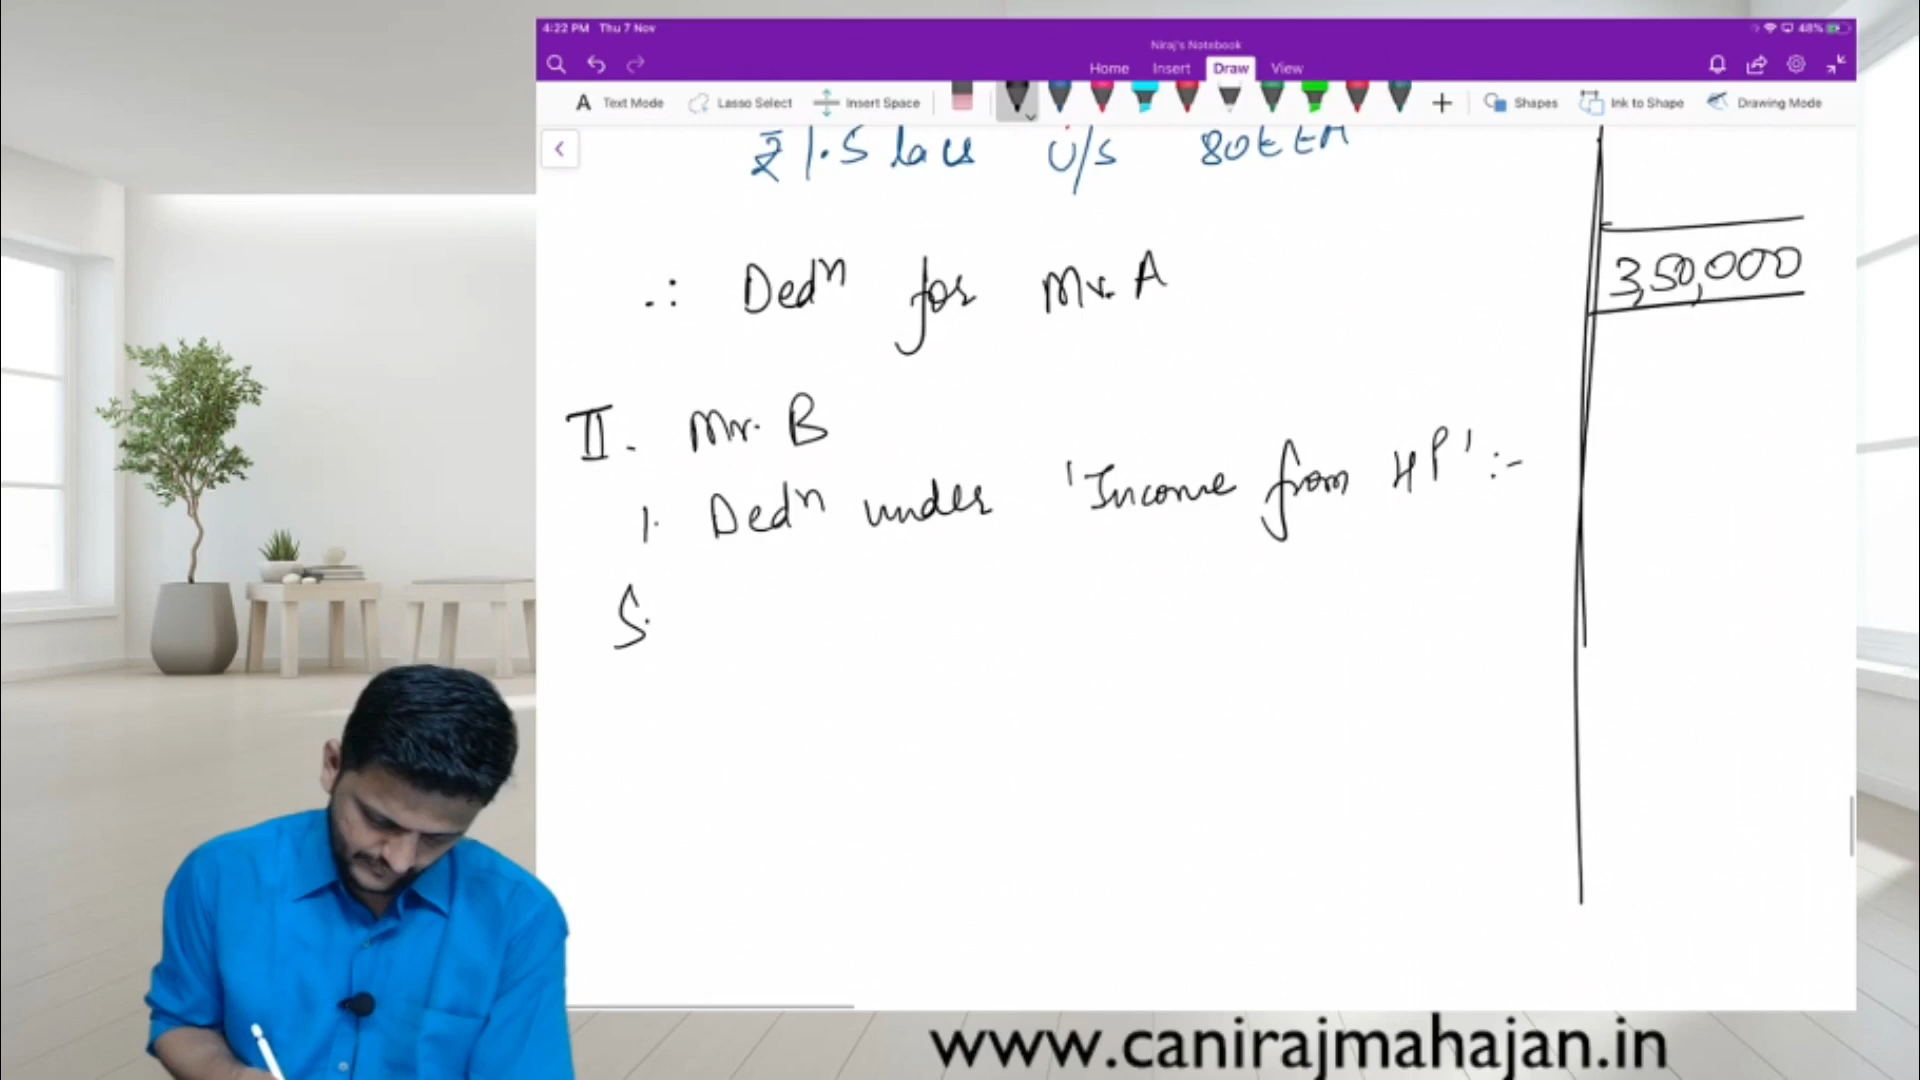 4:22 PM Thu 7 Nov
48%
Niraj's Notebook
Home Insert Draw View
A Text Mode Lasso Select Insert Space Shapes Ink to Shape Drawing Mode
₹ 1.5 lacs u/s 80EEA
3,50,000
∴ Dedⁿ for Mr. A
II. Mr. B
1. Dedⁿ under 'Income from HP' :-
S.
www.canirajmahajan.in